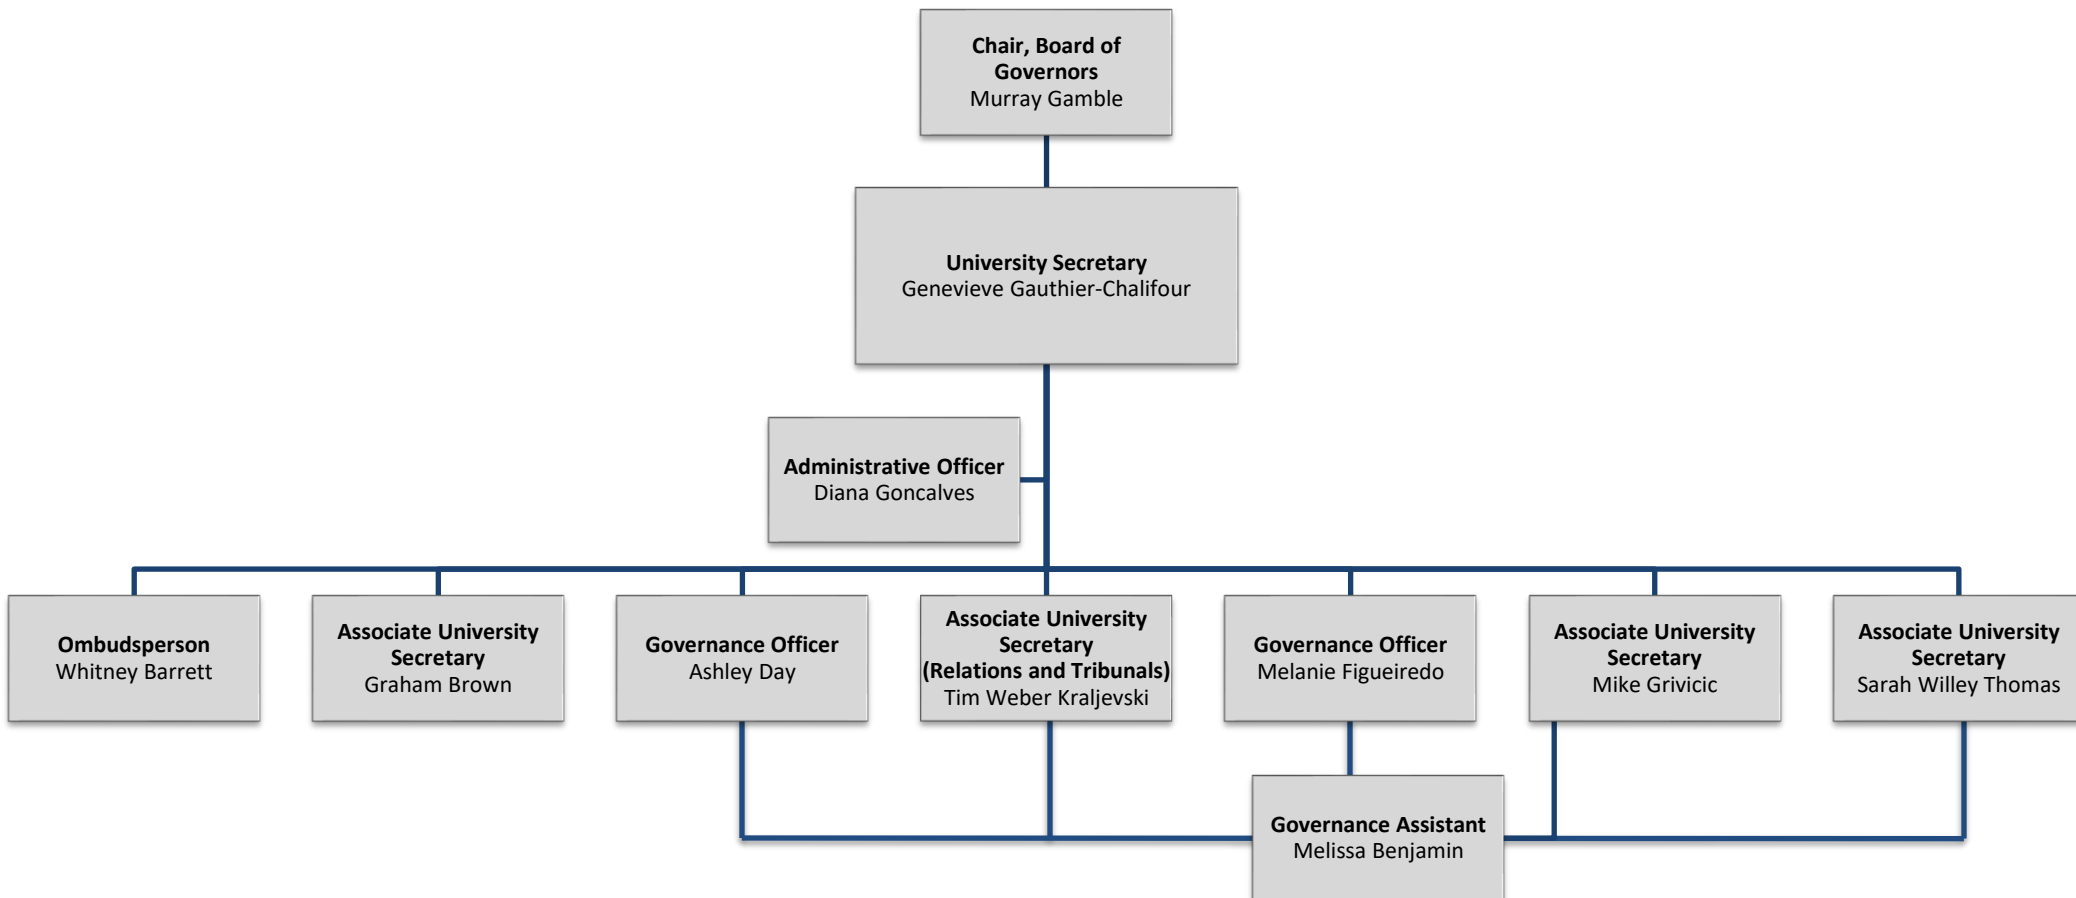 Chair, Board of
Governors
Murray Gamble
University Secretary
Genevieve Gauthier-Chalifour
Administrative Officer
Diana Goncalves
Ombudsperson
Whitney Barrett
Associate University
Secretary
Graham Brown
Governance Officer
Ashley Day
Associate University
Secretary
(Relations and Tribunals)
Tim Weber Kraljevski
Governance Officer
Melanie Figueiredo
Associate University
Secretary
Mike Grivicic
Associate University
Secretary
Sarah Willey Thomas
Governance Assistant
Melissa Benjamin